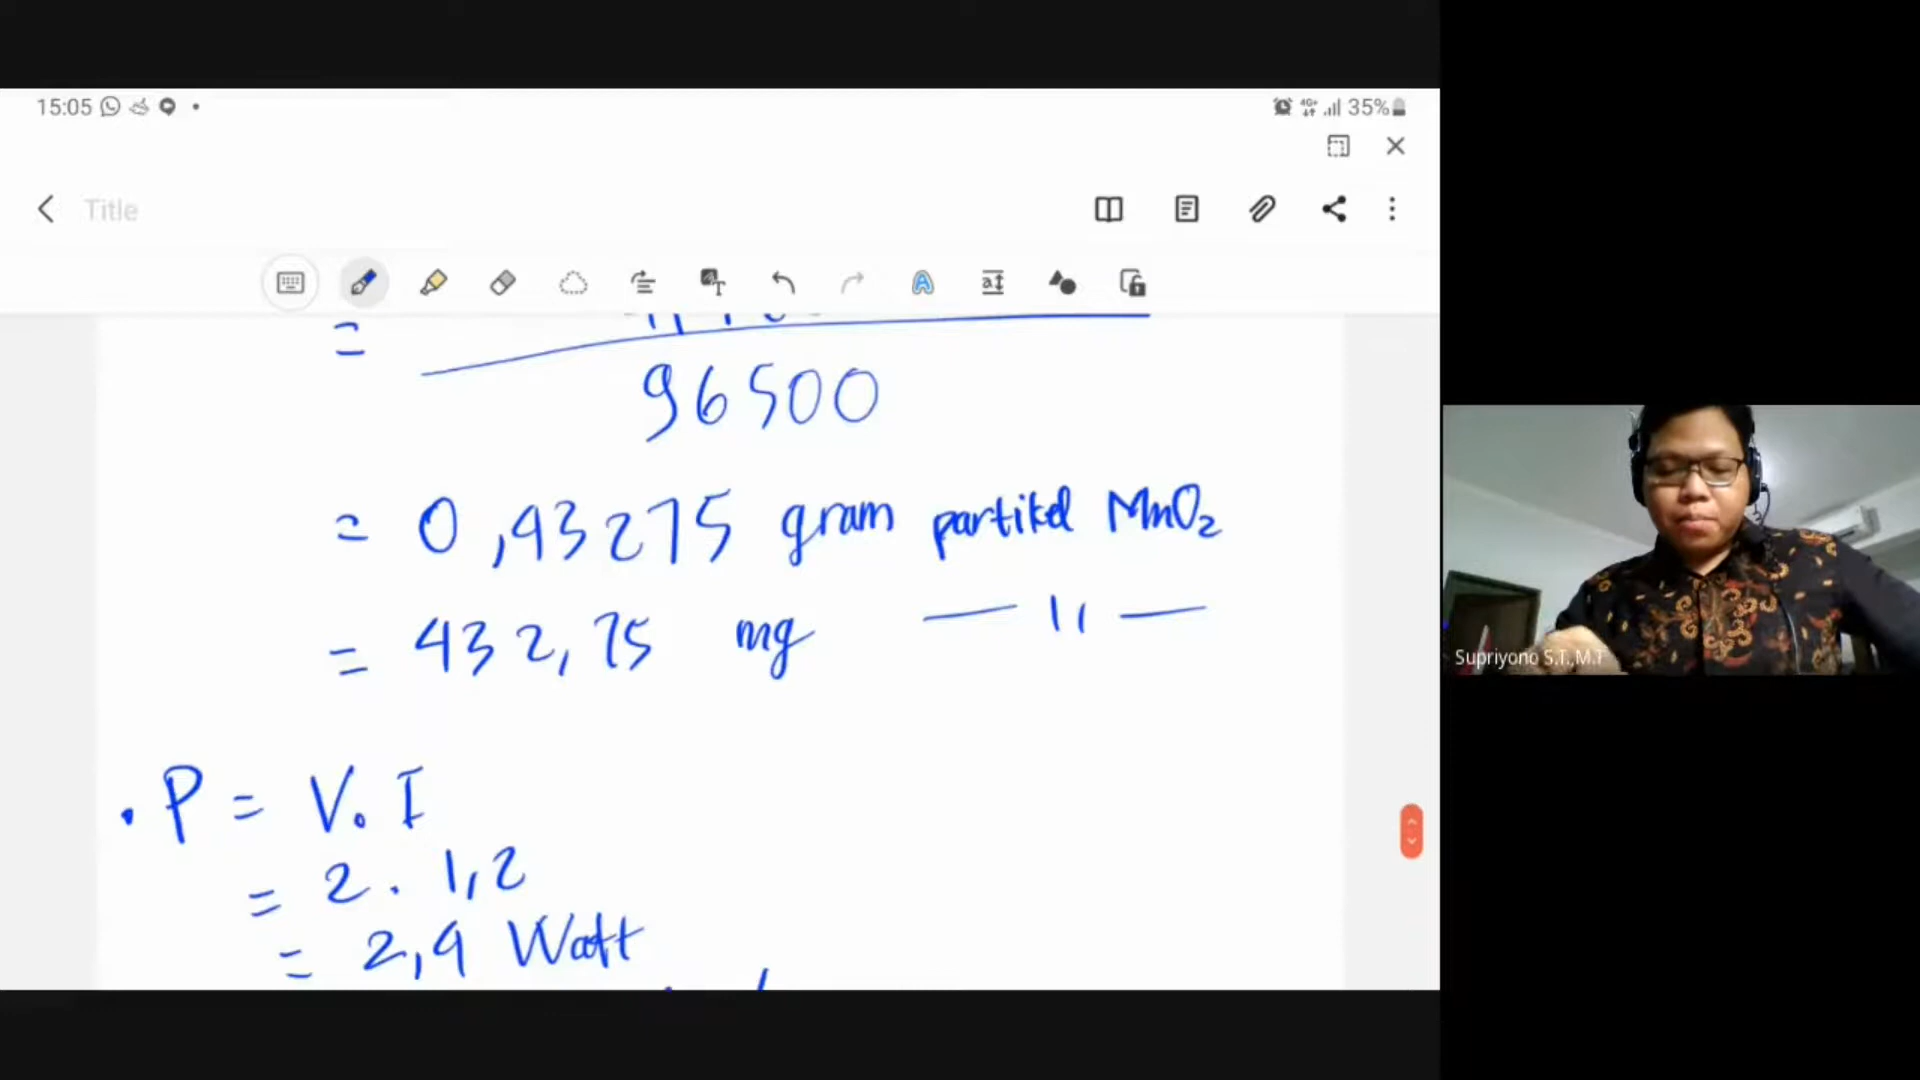 15:05
35%
Title
=
96500
= 0,43275 gram partikel MnO₂
= 432,75 mg — 11 —
. P = V. I
= 2 . 1,2
= 2,4 Watt
Supriyono S.T.,M.T